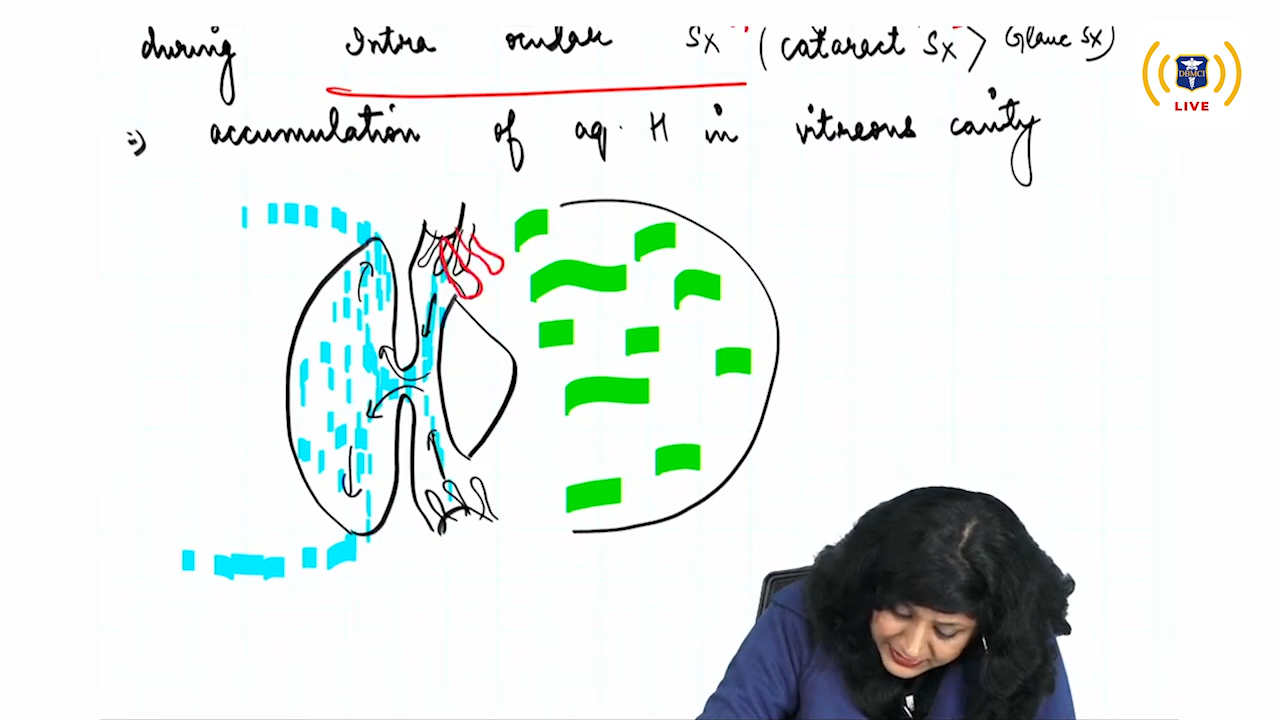 during Intra ocular Sx (cataract Sx > Glauc Sx)
⇒ accumulation of aq. H in vitreous cavity
DBMCI
LIVE